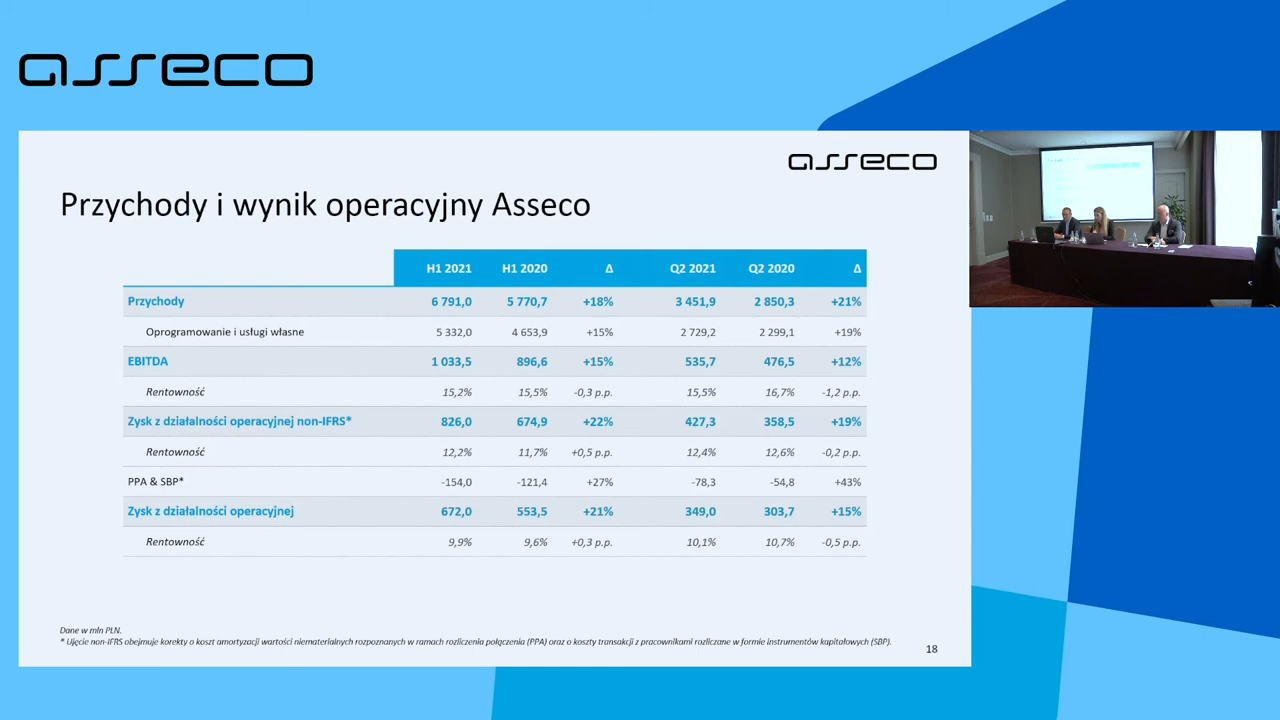 asseco
asseco
Przychody i wynik operacyjny Asseco
H1 2021 H1 2020 Δ Q2 2021 Q2 2020 Δ
Przychody 6 791,0 5 770,7 +18% 3 451,9 2 850,3 +21%
Oprogramowanie i usługi własne 5 332,0 4 653,9 +15% 2 729,2 2 299,1 +19%
EBITDA 1 033,5 896,6 +15% 535,7 476,5 +12%
Rentowność 15,2% 15,5% -0,3 p.p. 15,5% 16,7% -1,2 p.p.
Zysk z działalności operacyjnej non-IFRS* 826,0 674,9 +22% 427,3 358,5 +19%
Rentowność 12,2% 11,7% +0,5 p.p. 12,4% 12,6% -0,2 p.p.
PPA & SBP* -154,0 -121,4 +27% -78,3 -54,8 +43%
Zysk z działalności operacyjnej 672,0 553,5 +21% 349,0 303,7 +15%
Rentowność 9,9% 9,6% +0,3 p.p. 10,1% 10,7% -0,5 p.p.
Dane w mln PLN.
* Ujęcie non-IFRS obejmuje korekty o koszt amortyzacji wartości niematerialnych rozpoznanych w ramach rozliczenia połączenia (PPA) oraz o koszty transakcji z pracownikami rozliczane w formie instrumentów kapitałowych (SBP).
18